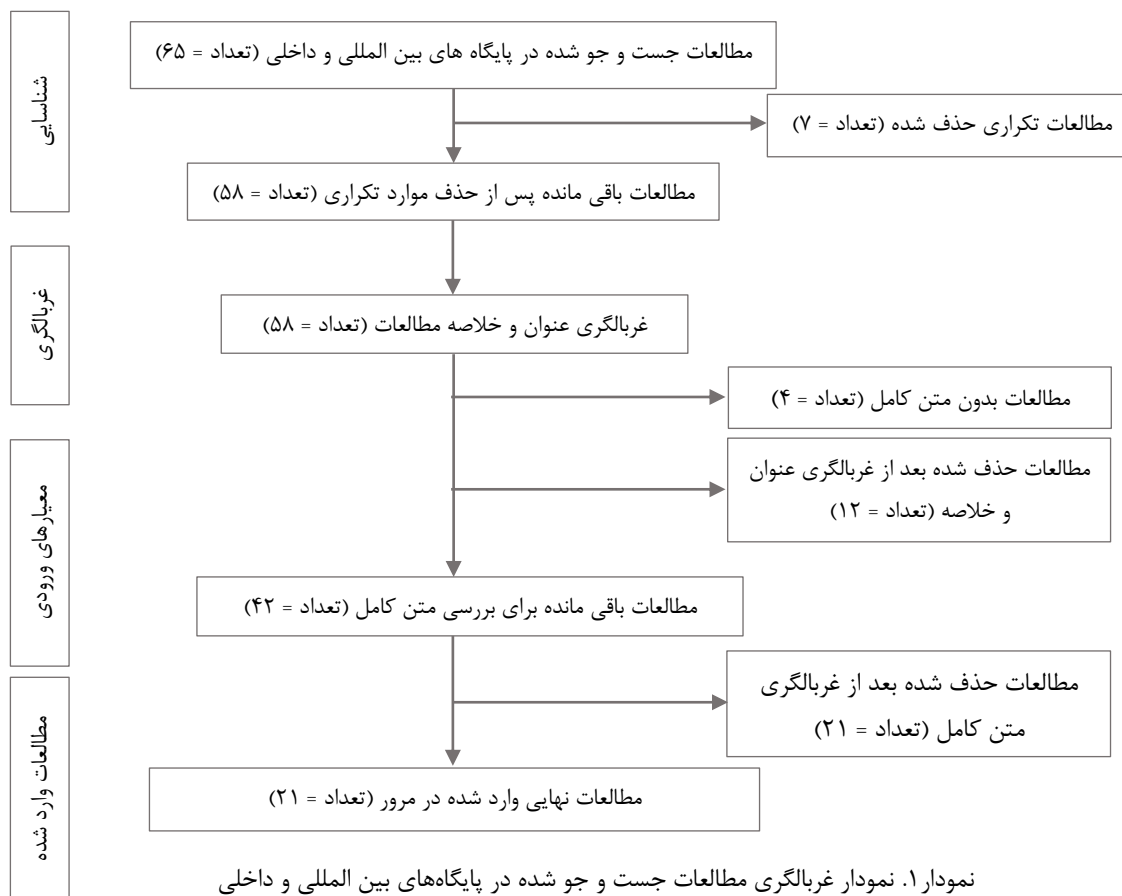 شناسایی
مطالعات جست و جو شده در پایگاه های بین المللی و داخلی (تعداد = ۶۵)
مطالعات تکراری حذف شده (تعداد = ۷)
مطالعات باقی مانده پس از حذف موارد تکراری (تعداد = ۵۸)
غربالگری
غربالگری عنوان و خلاصه مطالعات (تعداد = ۵۸)
مطالعات بدون متن کامل (تعداد = ۴)
معیارهای ورودی
مطالعات حذف شده بعد از غربالگری عنوان
و خلاصه (تعداد = ۱۲)
مطالعات باقی مانده برای بررسی متن کامل (تعداد = ۴۲)
مطالعات وارد شده
مطالعات حذف شده بعد از غربالگری
متن کامل (تعداد = ۲۱)
مطالعات نهایی وارد شده در مرور (تعداد = ۲۱)
نمودار۱. نمودار غربالگری مطالعات جست و جو شده در پایگاه‌های بین المللی و داخلی